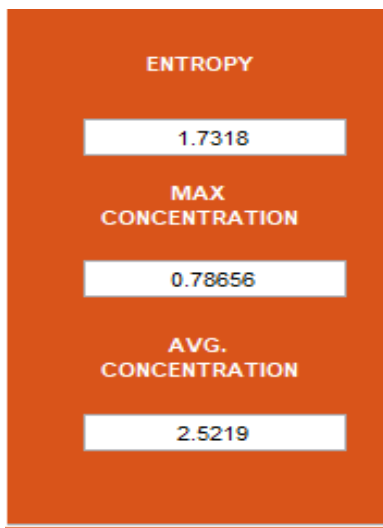 ENTROPY
1.7318
MAX
CONCENTRATION
0.78656
AVG.
CONCENTRATION
2.5219